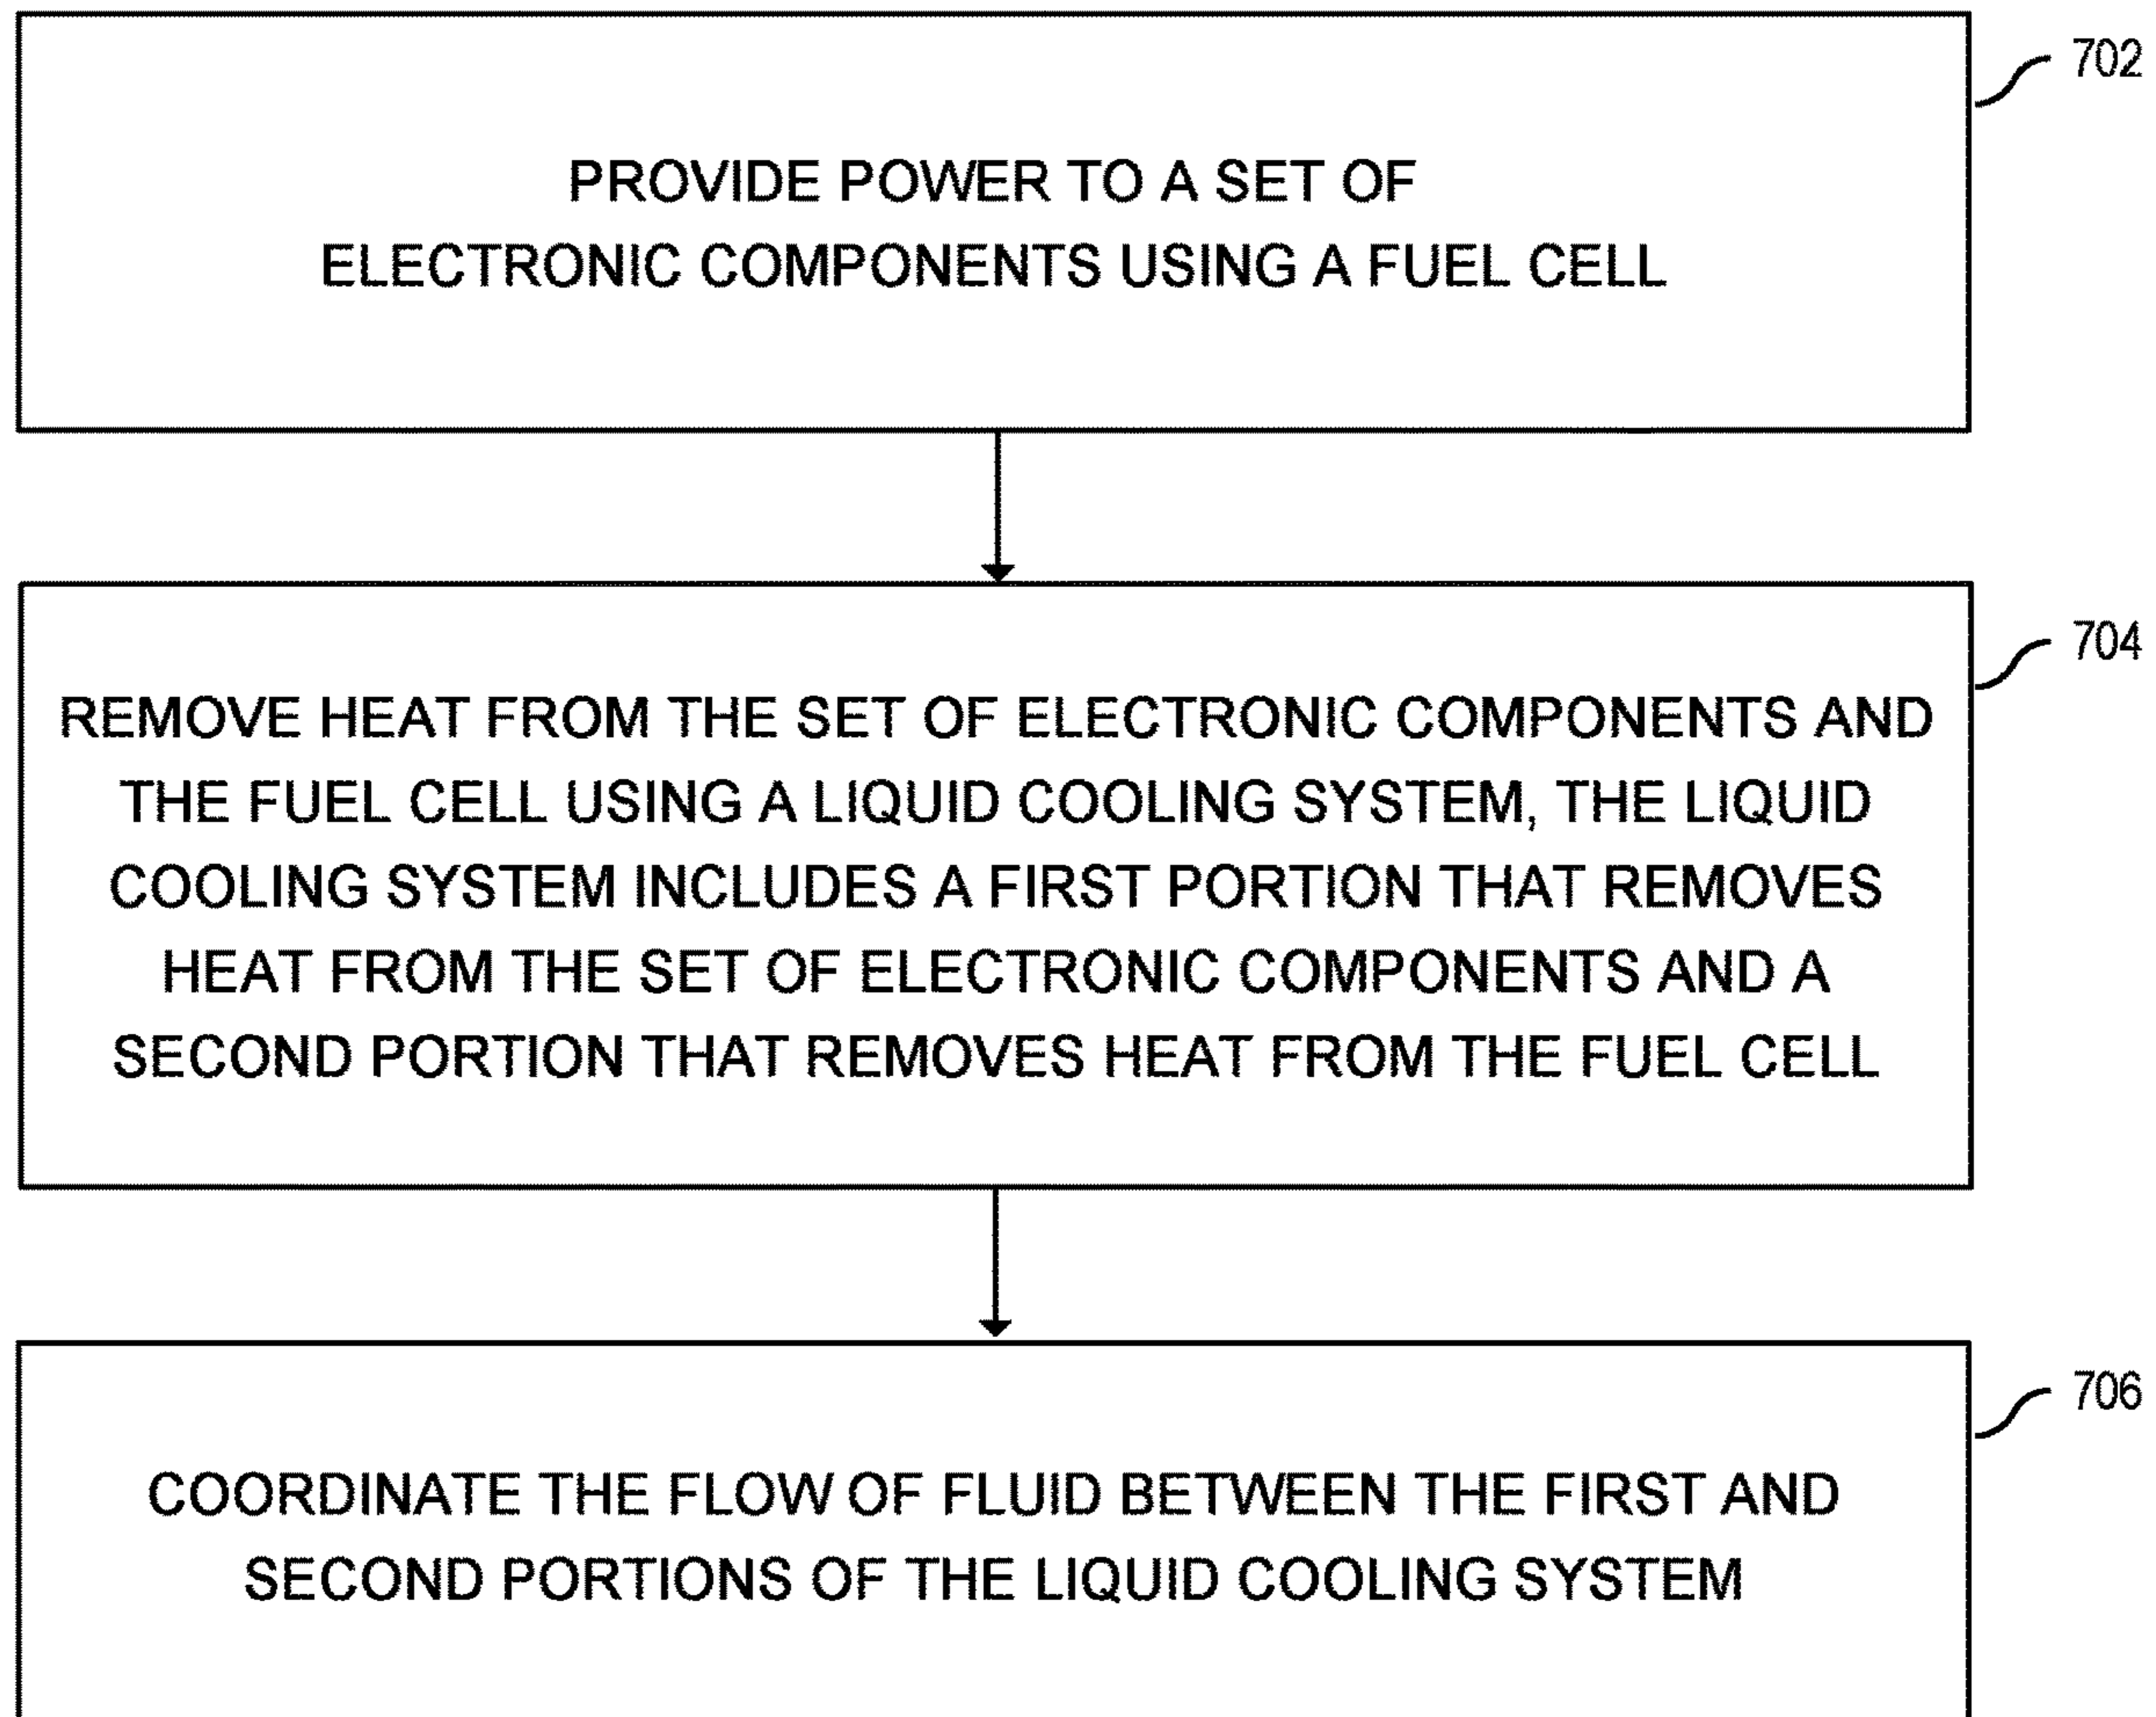 702
PROVIDE POWER TO A SET OF
ELECTRONIC COMPONENTS USING A FUEL CELL
704
REMOVE HEAT FROM THE SET OF ELECTRONIC COMPONENTS AND
THE FUEL CELL USING A LIQUID COOLING SYSTEM, THE LIQUID
COOLING SYSTEM INCLUDES A FIRST PORTION THAT REMOVES
HEAT FROM THE SET OF ELECTRONIC COMPONENTS AND A
SECOND PORTION THAT REMOVES HEAT FROM THE FUEL CELL
706
COORDINATE THE FLOW OF FLUID BETWEEN THE FIRST AND
SECOND PORTIONS OF THE LIQUID COOLING SYSTEM